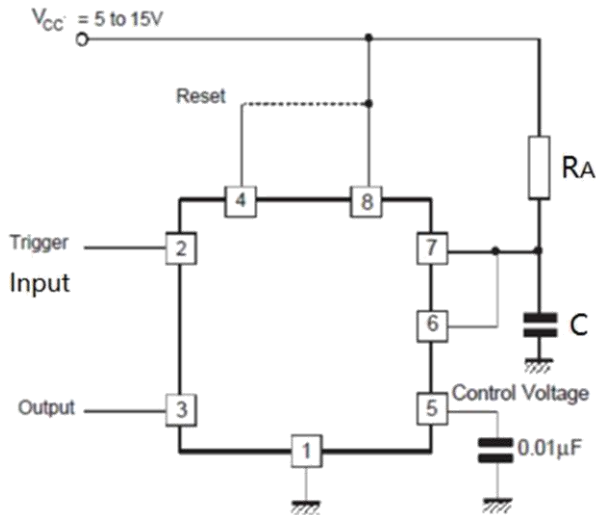 VCC = 5 to 15V
Reset
RA
4
8
Trigger
Input
2
7
6
C
Control Voltage
Output
3
5
0.01μF
1